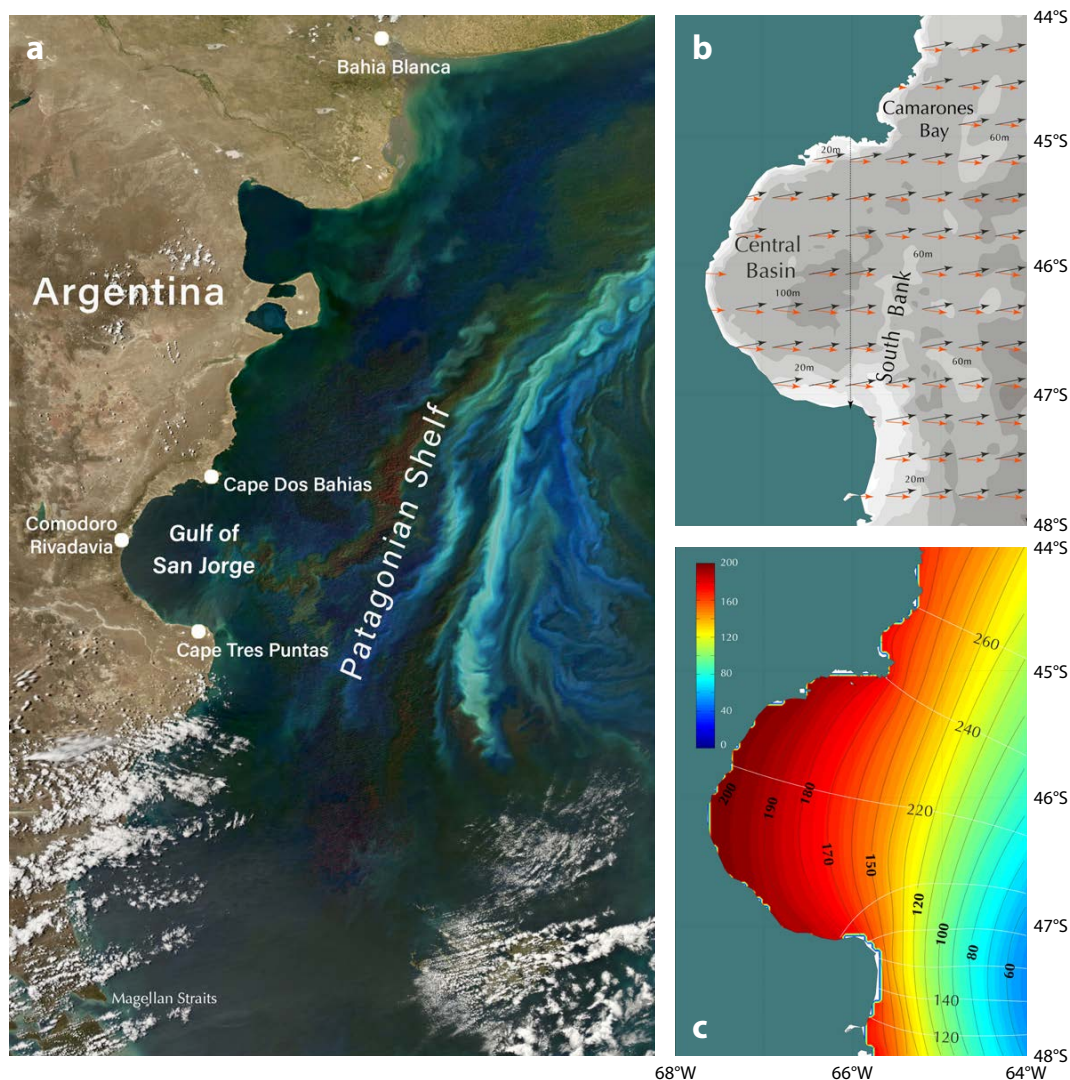 a
Bahia Blanca
Argentina
Patagonian Shelf
Cape Dos Bahias
Comodoro
Rivadavia
Gulf of
San Jorge
Cape Tres Puntas
Magellan Straits
b
44°S
Camarones
Bay
60m
45°S
20m
Central
Basin
60m
46°S
100m
South Bank
20m
60m
47°S
20m
48°S
44°S
200
160
120
80
40
0
260
45°S
240
200
190
180
46°S
220
170
150
120
100
80
60
47°S
140
120
c
48°S
68°W
66°W
64°W